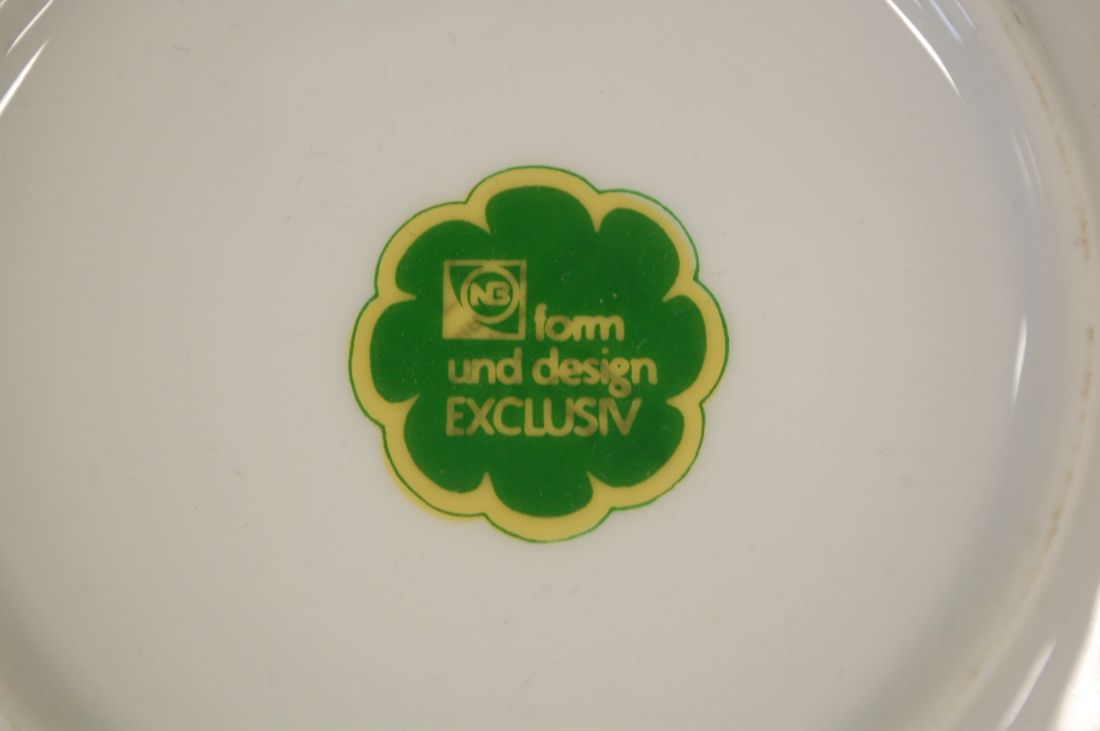 NB form
und design
EXCLUSIV